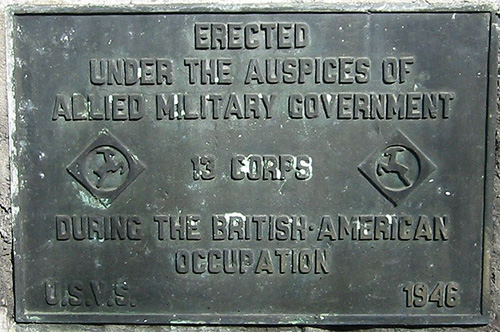 ERECTED
UNDER THE AUSPICES OF
ALLIED MILITARY GOVERNMENT
13 CORPS
DURING THE BRITISH·AMERICAN
OCCUPATION
U.S.V.S. 1946